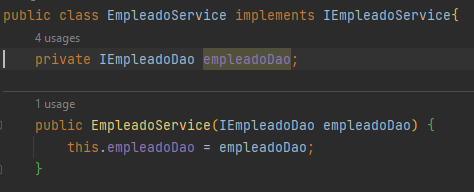 public class EmpleadoService implements IEmpleadoService{
4 usages
private IEmpleadoDao empleadoDao;
1 usage
public EmpleadoService(IEmpleadoDao empleadoDao) {
this.empleadoDao = empleadoDao;
}